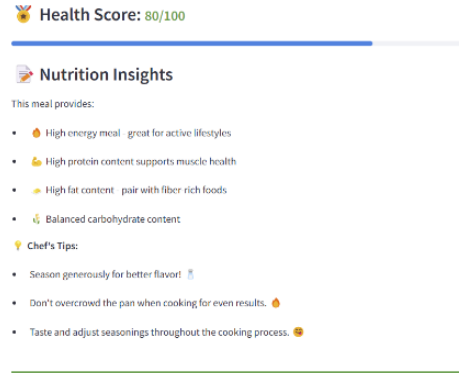 🏅 Health Score: 80/100
📝 Nutrition Insights
This meal provides:
• 🔥 High energy meal - great for active lifestyles
• 💪 High protein content supports muscle health
• 🫓 High fat content - pair with fiber rich foods
• 🌾 Balanced carbohydrate content
💡 Chef's Tips:
• Season generously for better flavor! 🧂
• Don't overcrowd the pan when cooking for even results. 🔥
• Taste and adjust seasonings throughout the cooking process. 😋